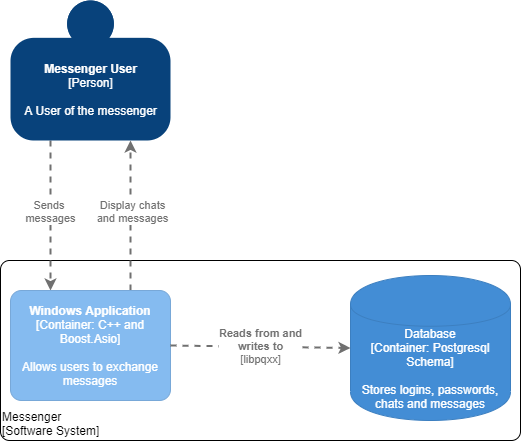 Messenger User
[Person]
A User of the messenger
Sends
messages
Display chats
and messages
Windows Application
[Container: C++ and
Boost.Asio]
Allows users to exchange
messages
Reads from and
writes to
[libpqxx]
Database
[Container: Postgresql
Schema]
Stores logins, passwords,
chats and messages
Messenger
[Software System]